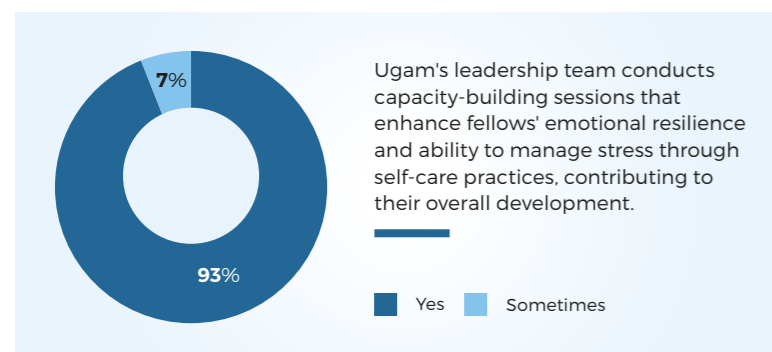 7%
93%
Ugam's leadership team conducts
capacity-building sessions that
enhance fellows' emotional resilience
and ability to manage stress through
self-care practices, contributing to
their overall development.
Yes Sometimes